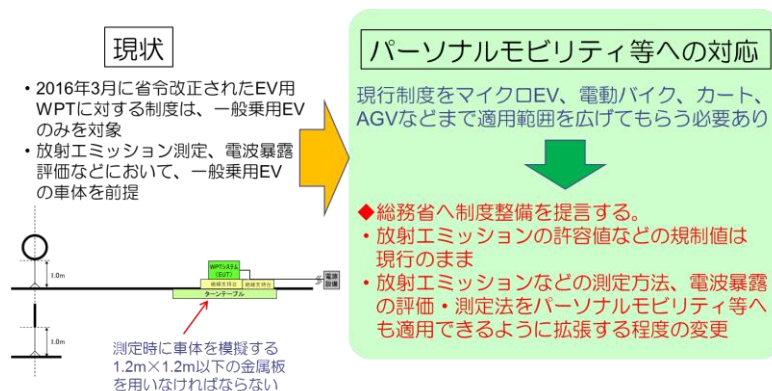 現状
・2016年3月に省令改正されたEV用
WPTに対する制度は、一般乗用EV
のみを対象
・放射エミッション測定、電波暴露
評価などにおいて、一般乗用EV
の車体を前提
1.0m
1.0m
WPTシステム
(EUT)
絶縁支持台
絶縁支持台
ターンテーブル
電源
設備
測定時に車体を模擬する
1.2m×1.2m以下の金属板
を用いなければならない
パーソナルモビリティ等への対応
現行制度をマイクロEV、電動バイク、カート、
AGVなどまで適用範囲を広げてもらう必要あり
◆総務省へ制度整備を提言する。
・放射エミッションの許容値などの規制値は
現行のまま
・放射エミッションなどの測定方法、電波暴露
の評価・測定法をパーソナルモビリティ等へ
も適用できるように拡張する程度の変更